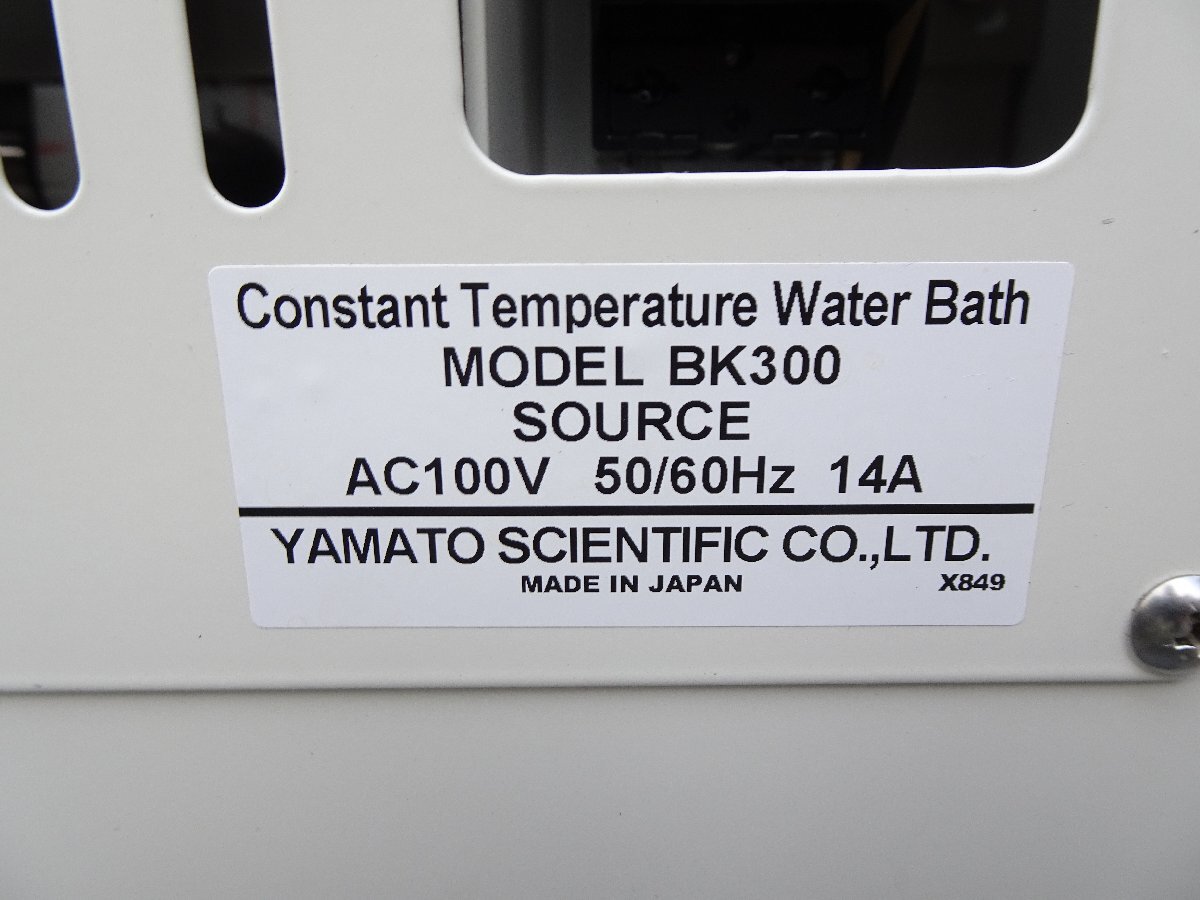 Constant Temperature Water Bath
MODEL BK300
SOURCE
AC100V 50/60Hz 14A
YAMATO SCIENTIFIC CO.,LTD.
MADE IN JAPAN X849